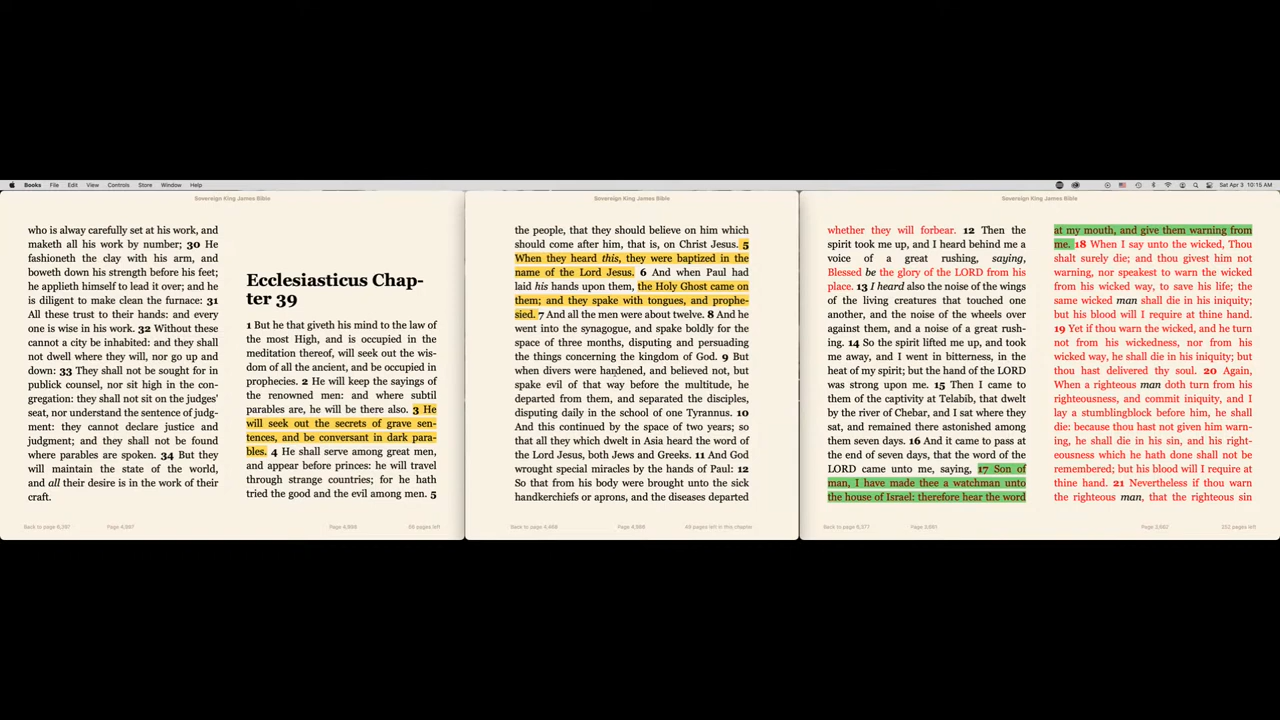 Books File Edit View Controls Store Window Help
Sat Apr 3 10:15 AM
Sovereign King James Bible
who is alway carefully set at his work, and
maketh all his work by number; 30 He
fashioneth the clay with his arm, and
boweth down his strength before his feet;
he applieth himself to lead it over; and he
is diligent to make clean the furnace: 31
All these trust to their hands: and every
one is wise in his work. 32 Without these
cannot a city be inhabited: and they shall
not dwell where they will, nor go up and
down: 33 They shall not be sought for in
publick counsel, nor sit high in the con-
gregation: they shall not sit on the judges'
seat, nor understand the sentence of judg-
ment: they cannot declare justice and
judgment; and they shall not be found
where parables are spoken. 34 But they
will maintain the state of the world,
and all their desire is in the work of their
craft.
Ecclesiasticus Chap-
ter 39
1 But he that giveth his mind to the law of
the most High, and is occupied in the
meditation thereof, will seek out the wis-
dom of all the ancient, and be occupied in
prophecies. 2 He will keep the sayings of
the renowned men: and where subtil
parables are, he will be there also. 3 He
will seek out the secrets of grave sen-
tences, and be conversant in dark para-
bles. 4 He shall serve among great men,
and appear before princes: he will travel
through strange countries; for he hath
tried the good and the evil among men. 5
Sovereign King James Bible
the people, that they should believe on him which
should come after him, that is, on Christ Jesus. 5
When they heard this, they were baptized in the
name of the Lord Jesus. 6 And when Paul had
laid his hands upon them, the Holy Ghost came on
them; and they spake with tongues, and prophe-
sied. 7 And all the men were about twelve. 8 And he
went into the synagogue, and spake boldly for the
space of three months, disputing and persuading
the things concerning the kingdom of God. 9 But
when divers were hardened, and believed not, but
spake evil of that way before the multitude, he
departed from them, and separated the disciples,
disputing daily in the school of one Tyrannus. 10
And this continued by the space of two years; so
that all they which dwelt in Asia heard the word of
the Lord Jesus, both Jews and Greeks. 11 And God
wrought special miracles by the hands of Paul: 12
So that from his body were brought unto the sick
handkerchiefs or aprons, and the diseases departed
49 pages left in this chapter
Sovereign King James Bible
whether they will forbear. 12 Then the
spirit took me up, and I heard behind me a
voice of a great rushing, saying,
Blessed be the glory of the LORD from his
place. 13 I heard also the noise of the wings
of the living creatures that touched one
another, and the noise of the wheels over
against them, and a noise of a great rush-
ing. 14 So the spirit lifted me up, and took
me away, and I went in bitterness, in the
heat of my spirit; but the hand of the LORD
was strong upon me. 15 Then I came to
them of the captivity at Telabib, that dwelt
by the river of Chebar, and I sat where they
sat, and remained there astonished among
them seven days. 16 And it came to pass at
the end of seven days, that the word of the
LORD came unto me, saying, 17 Son of
man, I have made thee a watchman unto
the house of Israel: therefore hear the word
at my mouth, and give them warning from
me. 18 When I say unto the wicked, Thou
shalt surely die; and thou givest him not
warning, nor speakest to warn the wicked
from his wicked way, to save his life; the
same wicked man shall die in his iniquity;
but his blood will I require at thine hand.
19 Yet if thou warn the wicked, and he turn
not from his wickedness, nor from his
wicked way, he shall die in his iniquity; but
thou hast delivered thy soul. 20 Again,
When a righteous man doth turn from his
righteousness, and commit iniquity, and I
lay a stumblingblock before him, he shall
die: because thou hast not given him warn-
ing, he shall die in his sin, and his right-
eousness which he hath done shall not be
remembered; but his blood will I require at
thine hand. 21 Nevertheless if thou warn
the righteous man, that the righteous sin